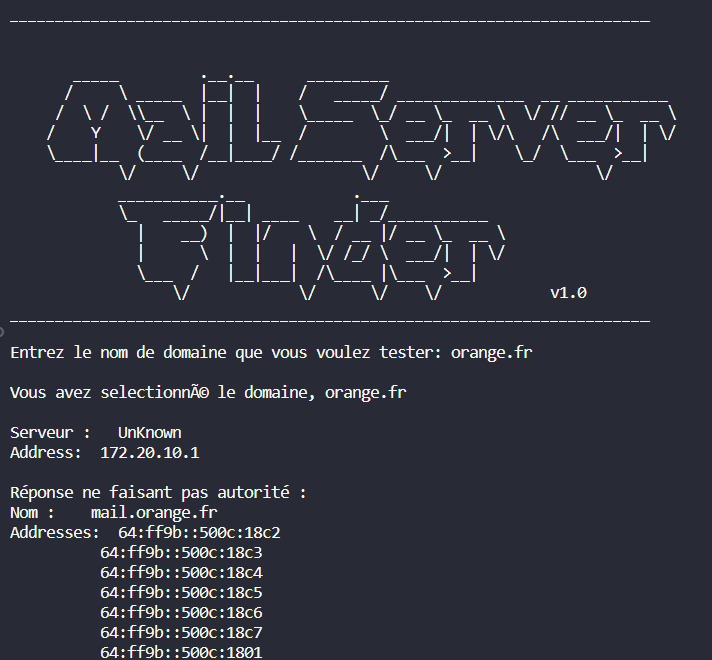 Mail Server
Finder
v1.0
Entrez le nom de domaine que vous voulez tester: orange.fr
Vous avez selectionnÃ© le domaine, orange.fr
Serveur :   UnKnown
Address:  172.20.10.1
Réponse ne faisant pas autorité :
Nom :    mail.orange.fr
Addresses:  64:ff9b::500c:18c2
64:ff9b::500c:18c3
64:ff9b::500c:18c4
64:ff9b::500c:18c5
64:ff9b::500c:18c6
64:ff9b::500c:18c7
64:ff9b::500c:1801